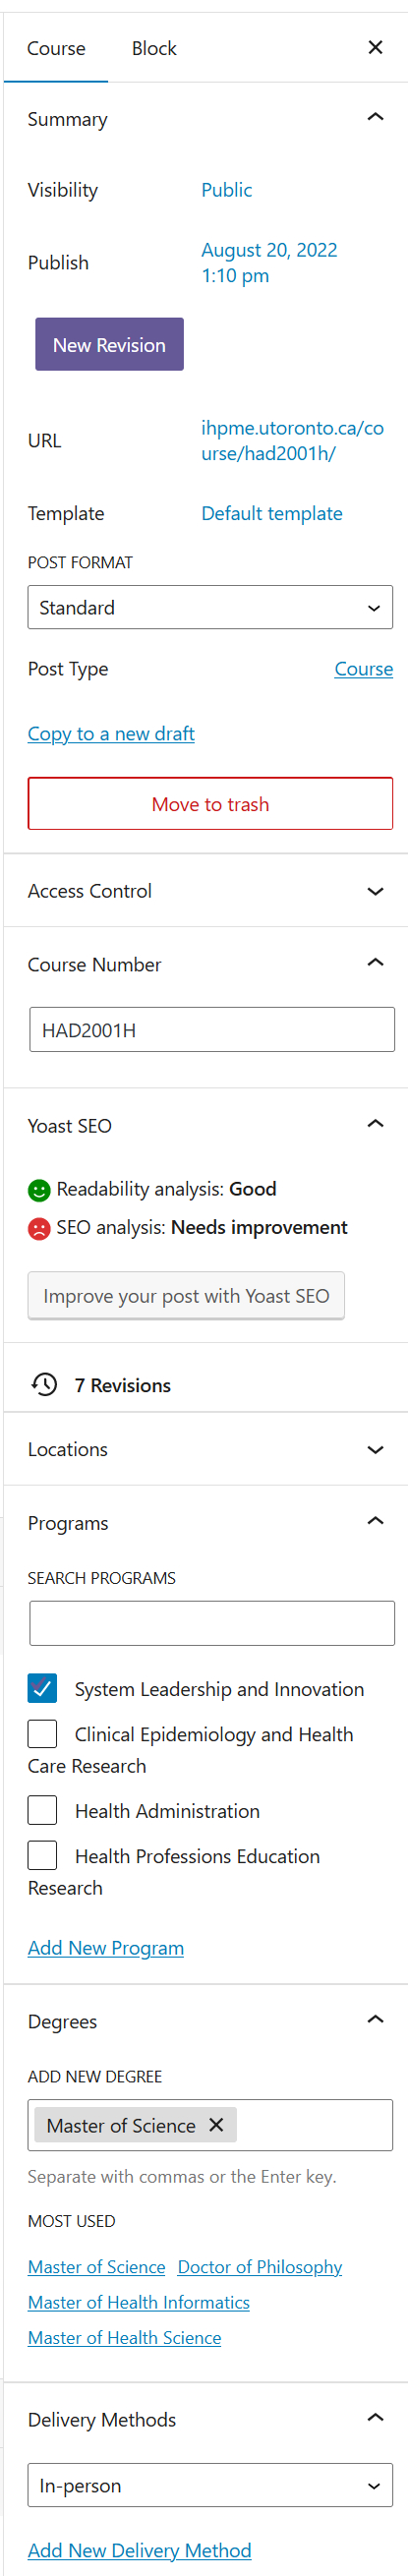 Course Block
Summary
Visibility Public
Publish August 20, 2022
1:10 pm
New Revision
URL ihpme.utoronto.ca/co
urse/had2001h/
Template Default template
POST FORMAT
Standard
Post Type Course
Copy to a new draft
Move to trash
Access Control
Course Number
HAD2001H
Yoast SEO
Readability analysis: Good
SEO analysis: Needs improvement
Improve your post with Yoast SEO
7 Revisions
Locations
Programs
SEARCH PROGRAMS
System Leadership and Innovation
Clinical Epidemiology and Health
Care Research
Health Administration
Health Professions Education
Research
Add New Program
Degrees
ADD NEW DEGREE
Master of Science
Separate with commas or the Enter key.
MOST USED
Master of Science Doctor of Philosophy
Master of Health Informatics
Master of Health Science
Delivery Methods
In-person
Add New Delivery Method